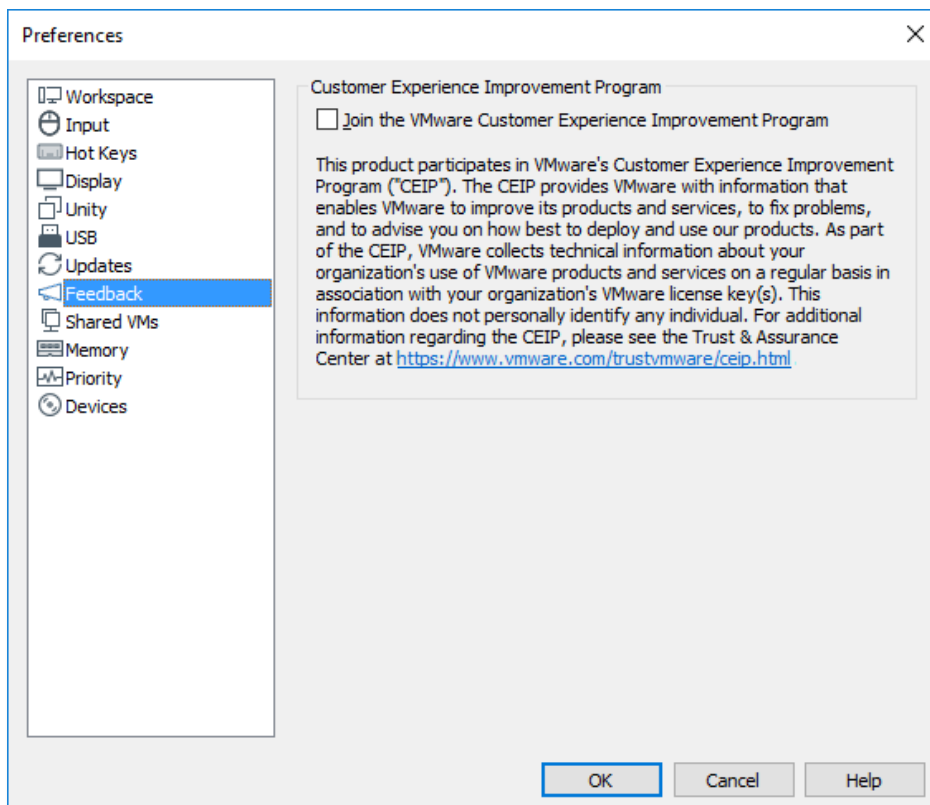 Preferences
Workspace
Input
Hot Keys
Display
Unity
USB
Updates
Feedback
Shared VMs
Memory
Priority
Devices
Customer Experience Improvement Program
Join the VMware Customer Experience Improvement Program
This product participates in VMware's Customer Experience Improvement
Program ("CEIP"). The CEIP provides VMware with information that
enables VMware to improve its products and services, to fix problems,
and to advise you on how best to deploy and use our products. As part
of the CEIP, VMware collects technical information about your
organization's use of VMware products and services on a regular basis in
association with your organization's VMware license key(s). This
information does not personally identify any individual. For additional
information regarding the CEIP, please see the Trust & Assurance
Center at https://www.vmware.com/trustvmware/ceip.html.
OK
Cancel
Help